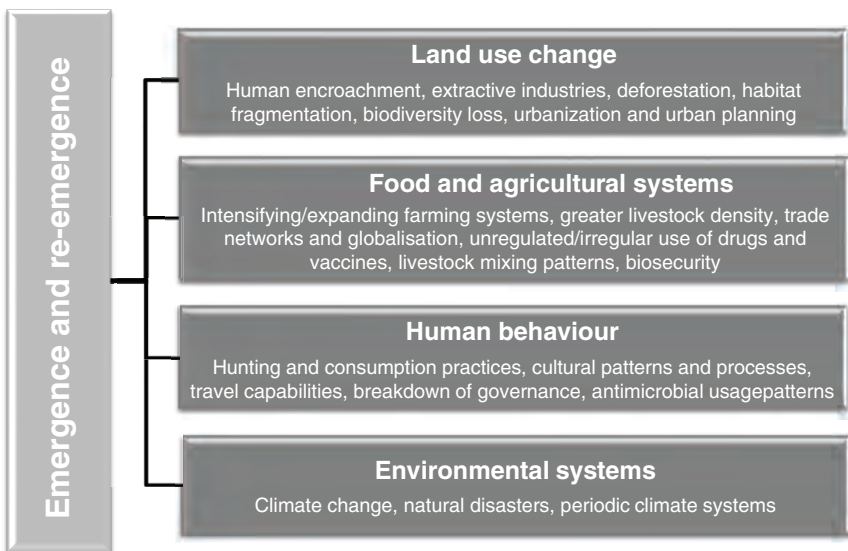 Emergence and re-emergence
Land use change
Human encroachment, extractive industries, deforestation, habitat
fragmentation, biodiversity loss, urbanization and urban planning
Food and agricultural systems
Intensifying/expanding farming systems, greater livestock density, trade
networks and globalisation, unregulated/irregular use of drugs and
vaccines, livestock mixing patterns, biosecurity
Human behaviour
Hunting and consumption practices, cultural patterns and processes,
travel capabilities, breakdown of governance, antimicrobial usagepatterns
Environmental systems
Climate change, natural disasters, periodic climate systems